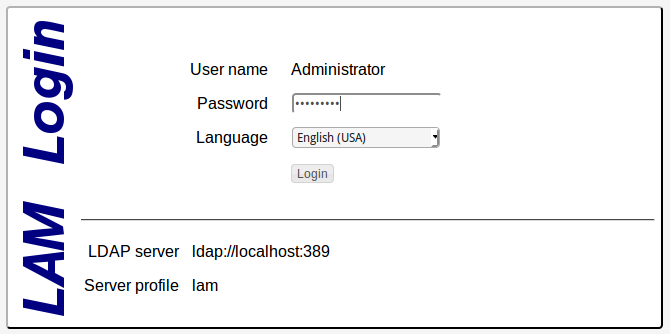 LAM Login
User name Administrator
Password •••••••••
Language English (USA)
Login
LDAP server ldap://localhost:389
Server profile lam